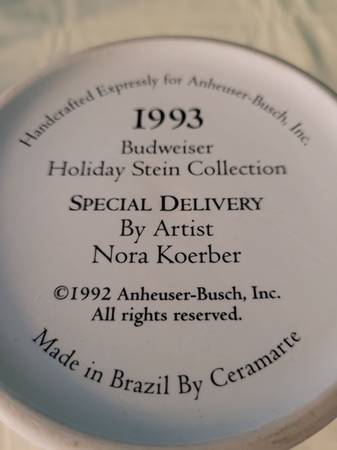 Handcrafted Expressly for Anheuser-Busch, Inc.
1993
Budweiser
Holiday Stein Collection
SPECIAL DELIVERY
By Artist
Nora Koerber
©1992 Anheuser-Busch, Inc.
All rights reserved.
Made in Brazil By Ceramarte